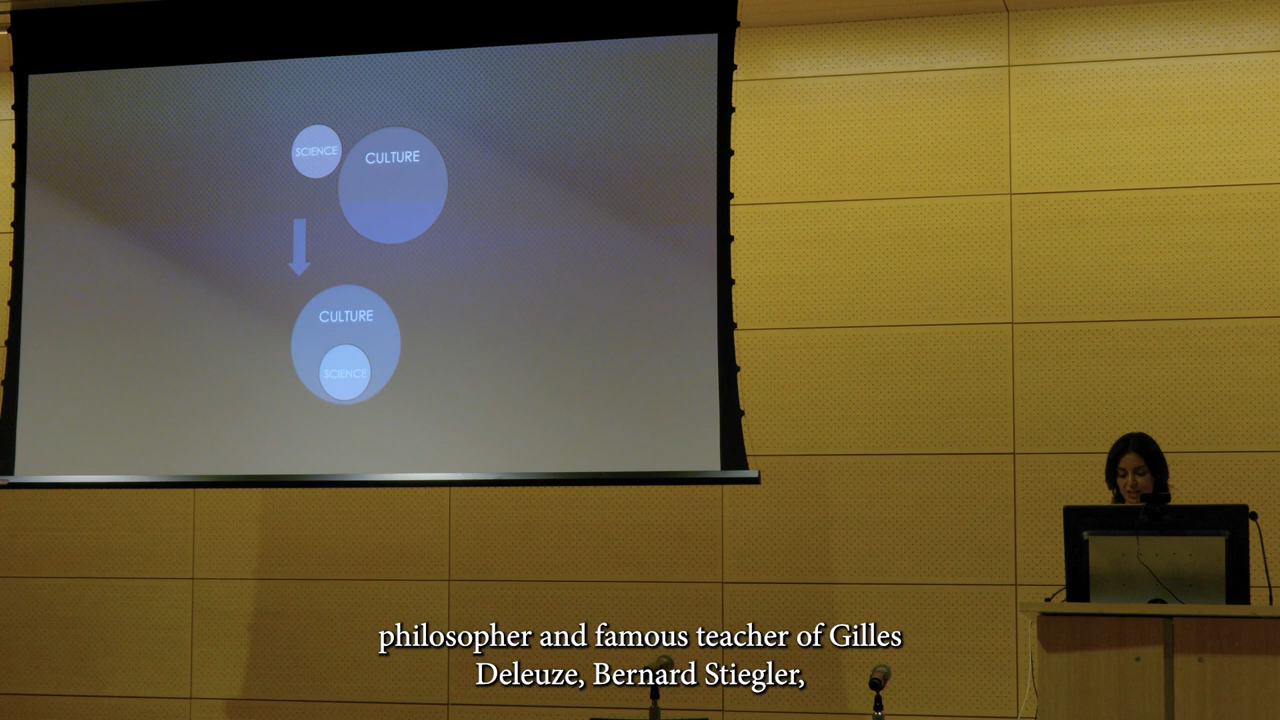 SCIENCE
CULTURE
CULTURE
SCIENCE
philosopher and famous teacher of Gilles
Deleuze, Bernard Stiegler,